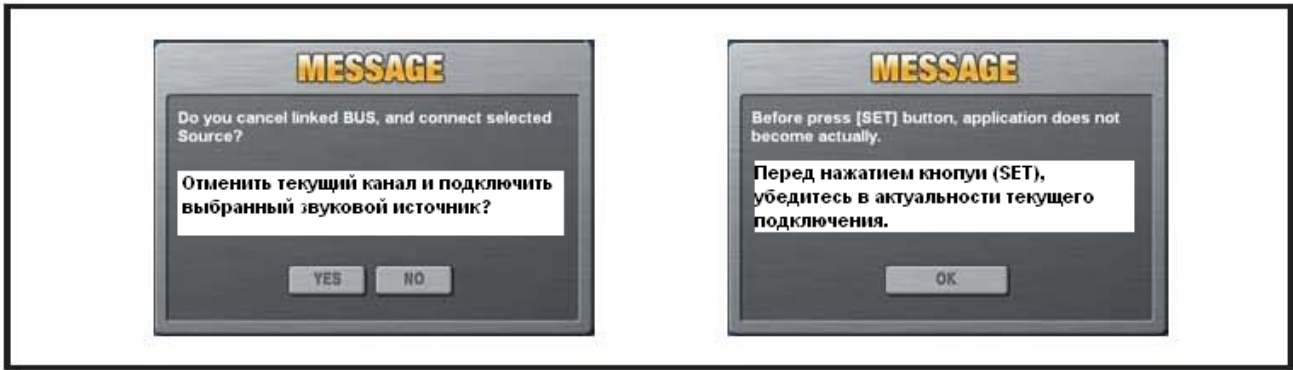 MESSAGE
Do you cancel linked BUS, and connect selected
Source?
Отменить текущий канал и подключить
выбранный звуковой источник?
YES NO
MESSAGE
Before press [SET] button, application does not
become actually.
Перед нажатием кнопуи (SET),
убедитесь в актуальности текущего
подключения.
OK